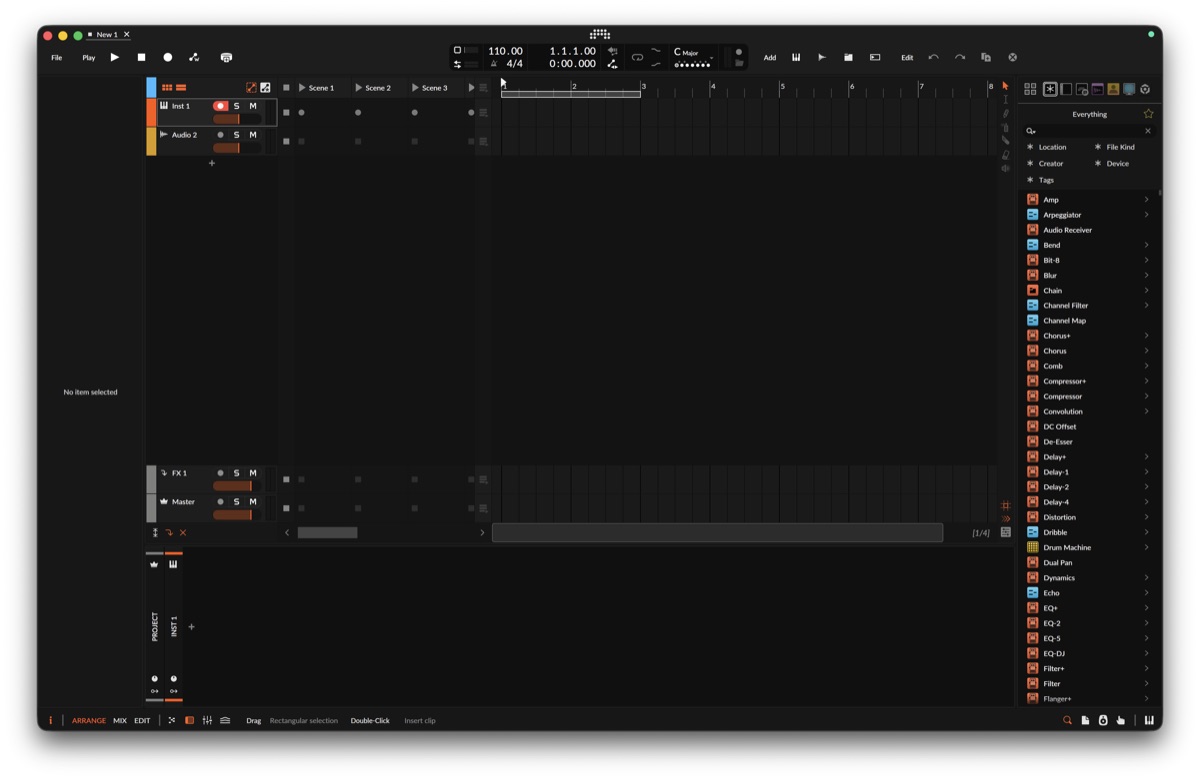 New 1
File Play 110.00 1.1.1.00 C Major Add Edit
4/4 0:00.000
Scene 1 Scene 2 Scene 3 1 2 3 4 5 6 7 8
Inst 1 S M
Audio 2 S M
+
No item selected
FX 1 S M
Master S M
[1/4]
PROJECT
INST 1
+
Everything
Location File Kind
Creator Device
Tags
Amp
Arpeggiator
Audio Receiver
Bend
Bit-8
Blur
Chain
Channel Filter
Channel Map
Chorus+
Chorus
Comb
Compressor+
Compressor
Convolution
DC Offset
De-Esser
Delay+
Delay-1
Delay-2
Delay-4
Distortion
Dribble
Drum Machine
Dual Pan
Dynamics
Echo
EQ+
EQ-2
EQ-5
EQ-DJ
Filter+
Filter
Flanger+
i ARRANGE MIX EDIT Drag Rectangular selection Double-Click Insert clip